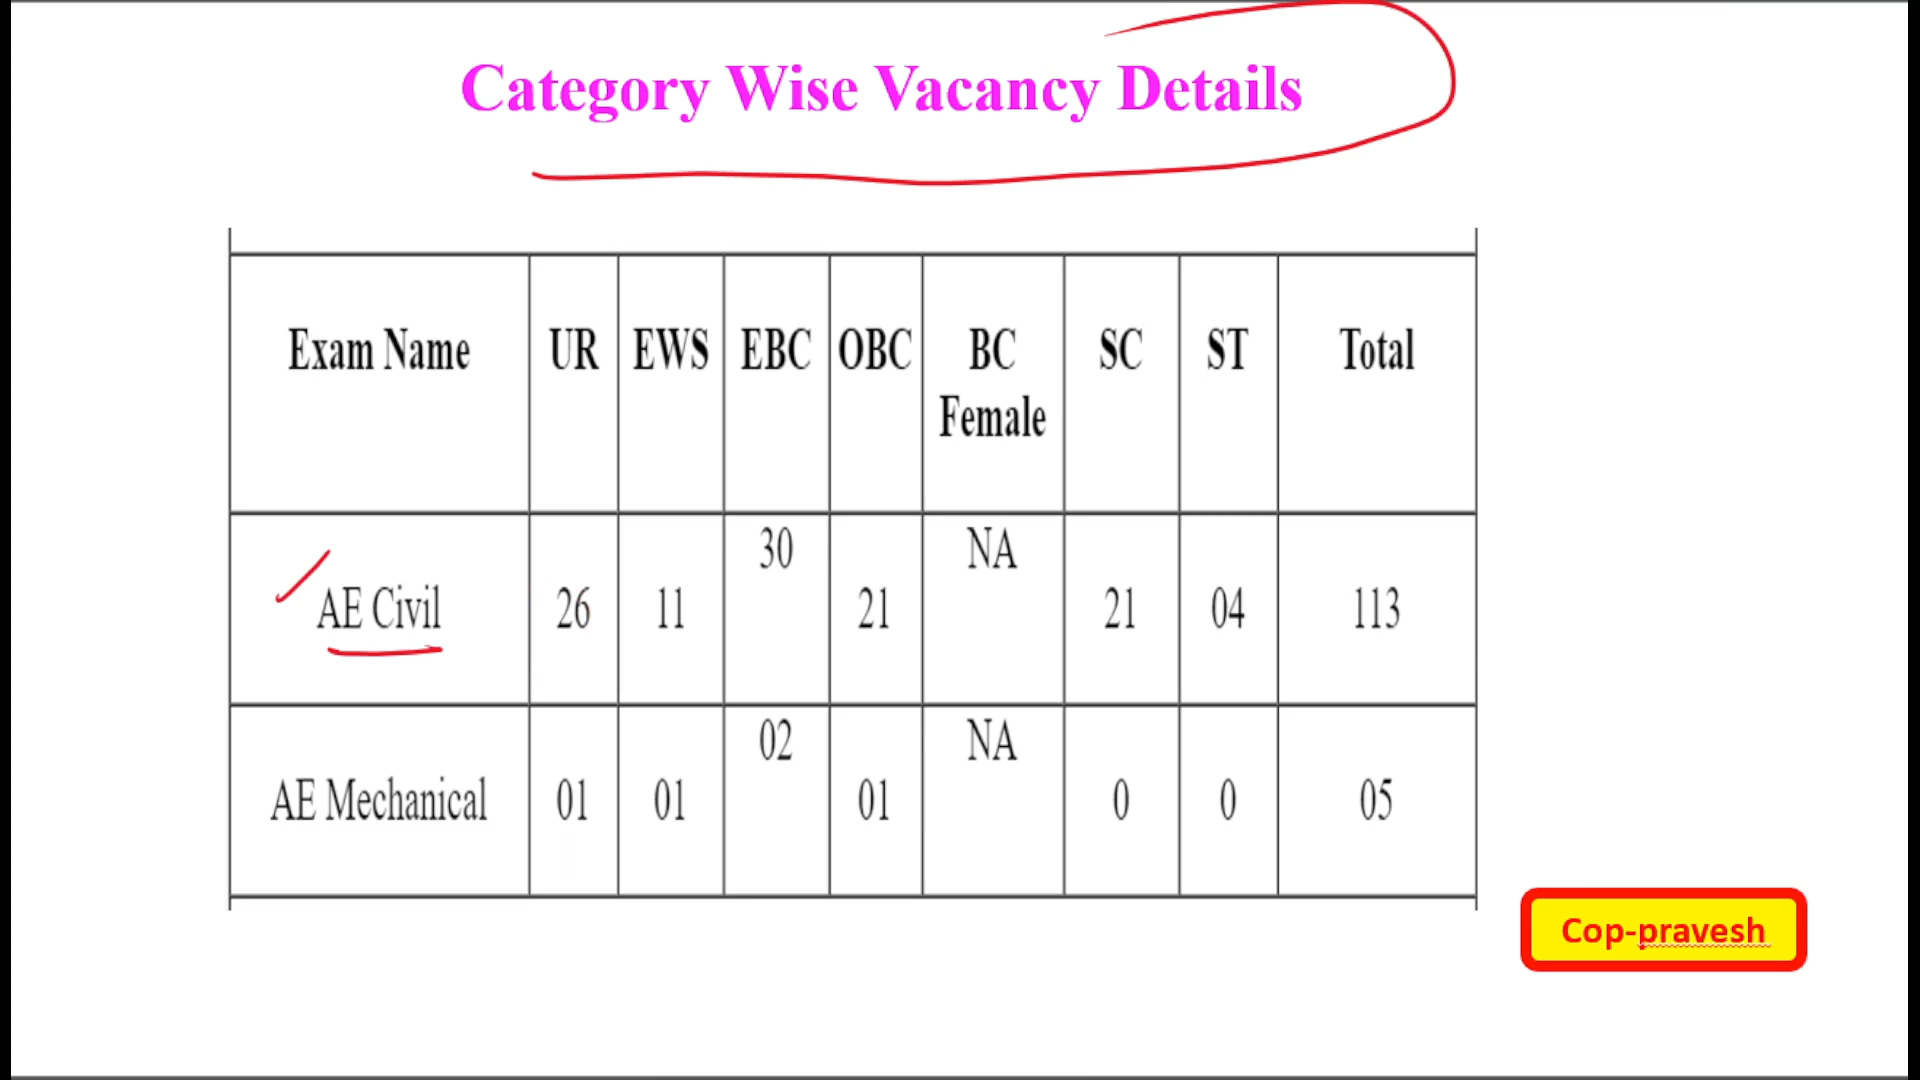 Category Wise Vacancy Details
Exam Name UR EWS EBC OBC BC Female SC ST Total
AE Civil 26 11 30 21 NA 21 04 113
AE Mechanical 01 01 02 01 NA 0 0 05
Cop-pravesh